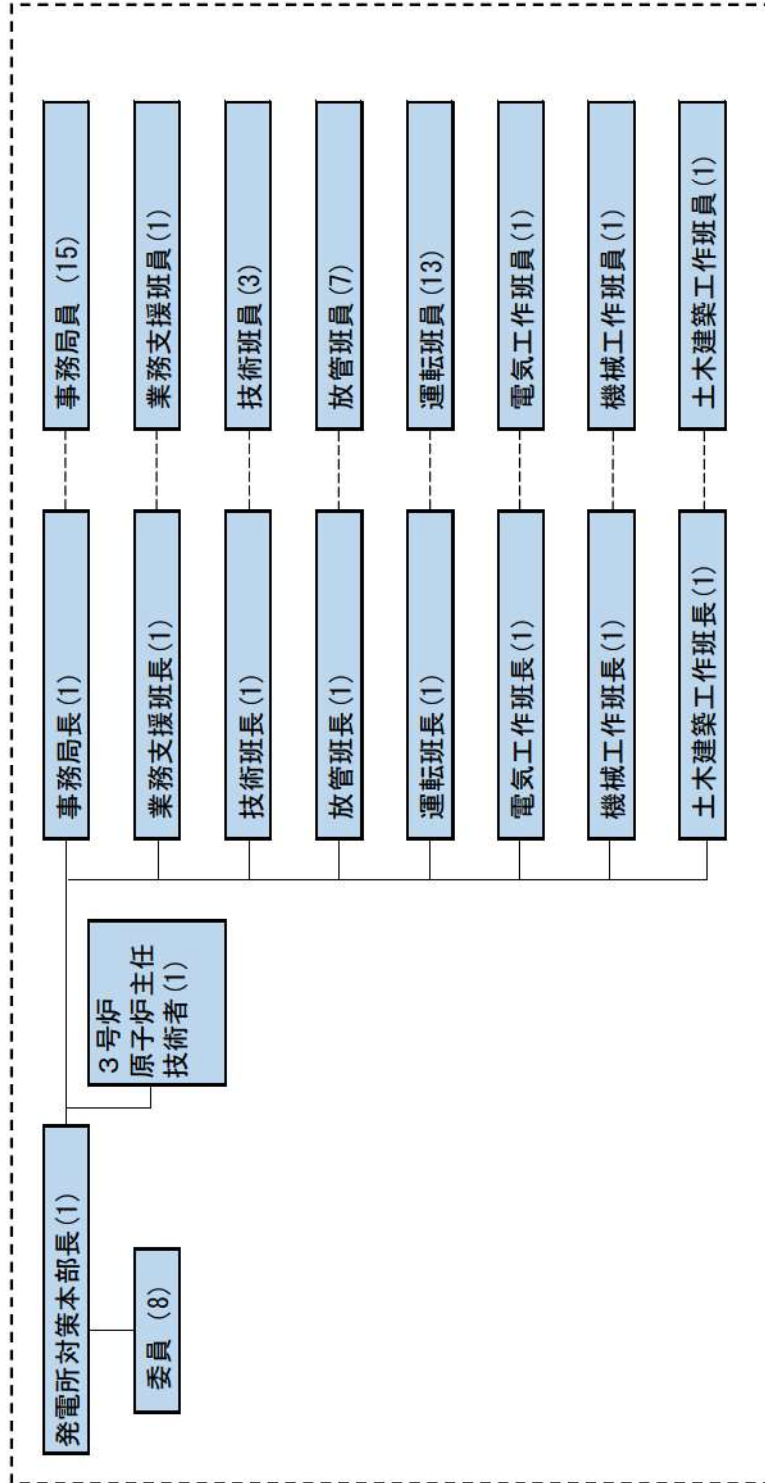 発電所対策本部長(1)
委員 (8)
３号炉
原子炉主任
技術者(1)
事務局長(1)
事務局員 (15)
業務支援班長(1)
業務支援班員(1)
技術班長(1)
技術班員(3)
放管班長(1)
放管班員(7)
運転班長(1)
運転班員(13)
電気工作班長(1)
電気工作班員(1)
機械工作班長(1)
機械工作班員(1)
土木建築工作班長(1)
土木建築工作班員(1)